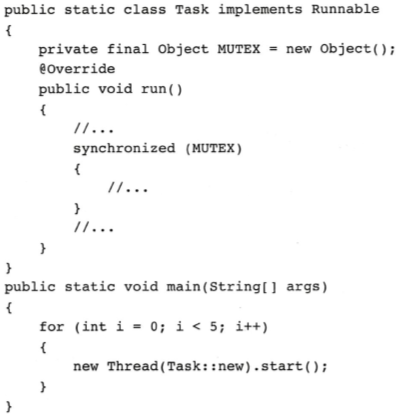 public static class Task implements Runnable
{
    private final Object MUTEX = new Object();
    @Override
    public void run()
    {
        //...
        synchronized (MUTEX)
        {
            //...
        }
        //...
    }
}
public static void main(String[] args)
{
    for (int i = 0; i < 5; i++)
    {
        new Thread(Task::new).start();
    }
}